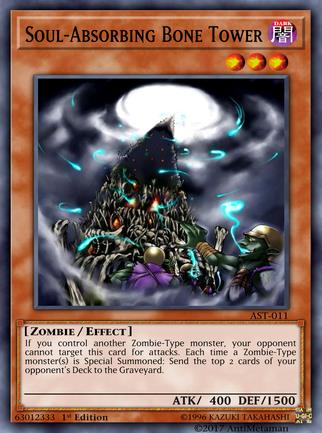 Soul-Absorbing Bone Tower
DARK
闇
AST-011
[Zombie / Effect]
If you control another Zombie-Type monster, your opponent
cannot target this card for attacks. Each time a Zombie-Type
monster(s) is Special Summoned: Send the top 2 cards of your
opponent's Deck to the Graveyard.
ATK/ 400 DEF/1500
63012333 1st Edition ©1996 KAZUKI TAKAHASHI
©2017 AntiMetaman